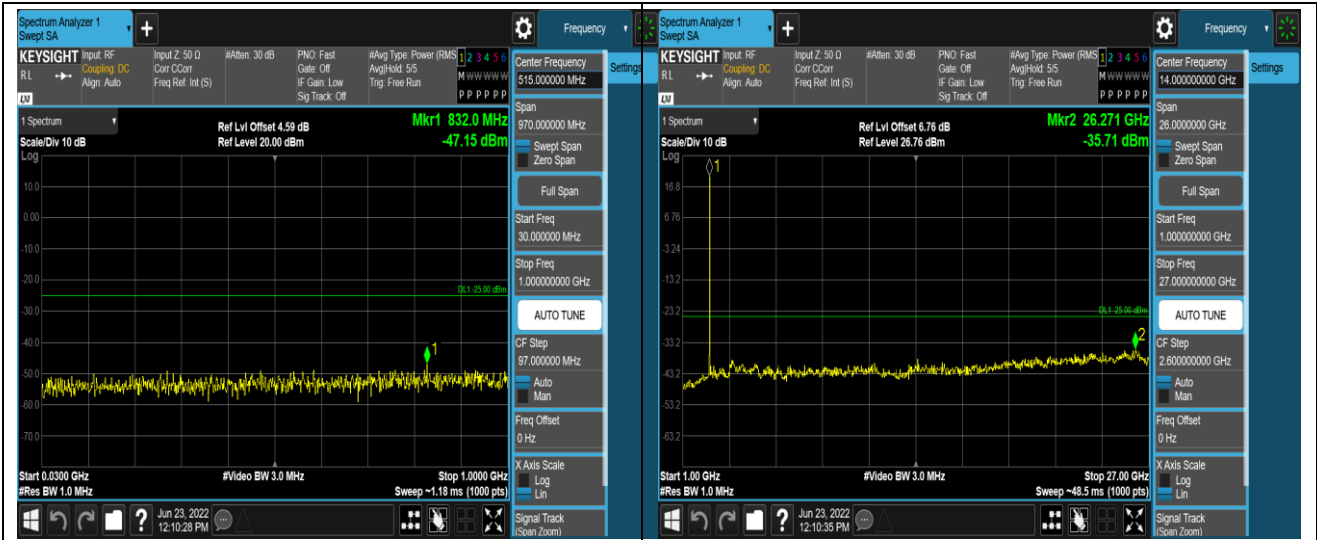 Spectrum Analyzer 1
Swept SA
+
Frequency
KEYSIGHT
RL
Input: RF
Coupling: DC
Align: Auto
Input Z: 50 Ω
Corr CCorr
Freq Ref: Int (S)
#Atten: 30 dB
PNO: Fast
Gate: Off
IF Gain: Low
Sig Track: Off
#Avg Type: Power (RMS
Avg|Hold: 5/5
Trig: Free Run
1 2 3 4 5 6
M W W W W W
P P P P P P
Center Frequency
515.000000 MHz
Settings
LXI
1 Spectrum
Scale/Div 10 dB
Log
Ref Lvl Offset 4.59 dB
Ref Level 20.00 dBm
Mkr1 832.0 MHz
-47.15 dBm
Span
970.000000 MHz
Swept Span
Zero Span
Full Span
Start Freq
30.000000 MHz
Stop Freq
1.000000000 GHz
AUTO TUNE
CF Step
97.000000 MHz
Auto
Man
Freq Offset
0 Hz
X Axis Scale
Log
Lin
Signal Track
(Span Zoom)
10.0
0.00
-10.0
-20.0
DL1 -25.00 dBm
-30.0
-40.0
1
-50.0
-60.0
-70.0
Start 0.0300 GHz
#Res BW 1.0 MHz
#Video BW 3.0 MHz
Stop 1.0000 GHz
Sweep ~1.18 ms (1000 pts)
?
Jun 23, 2022
12:10:28 PM
Spectrum Analyzer 1
Swept SA
+
Frequency
KEYSIGHT
RL
Input: RF
Coupling: DC
Align: Auto
Input Z: 50 Ω
Corr CCorr
Freq Ref: Int (S)
#Atten: 30 dB
PNO: Fast
Gate: Off
IF Gain: Low
Sig Track: Off
#Avg Type: Power (RMS
Avg|Hold: 5/5
Trig: Free Run
1 2 3 4 5 6
M W W W W W
P P P P P P
Center Frequency
14.000000000 GHz
Settings
LXI
1 Spectrum
Scale/Div 10 dB
Log
Ref Lvl Offset 6.76 dB
Ref Level 26.76 dBm
Mkr2 26.271 GHz
-35.71 dBm
Span
26.0000000 GHz
Swept Span
Zero Span
Full Span
Start Freq
1.000000000 GHz
Stop Freq
27.000000000 GHz
AUTO TUNE
CF Step
2.600000000 GHz
Auto
Man
Freq Offset
0 Hz
X Axis Scale
Log
Lin
Signal Track
(Span Zoom)
1
16.8
6.76
-3.24
-13.2
-23.2
DL1 -25.00 dBm
-33.2
2
-43.2
-53.2
-63.2
Start 1.00 GHz
#Res BW 1.0 MHz
#Video BW 3.0 MHz
Stop 27.00 GHz
Sweep ~48.5 ms (1000 pts)
?
Jun 23, 2022
12:10:35 PM